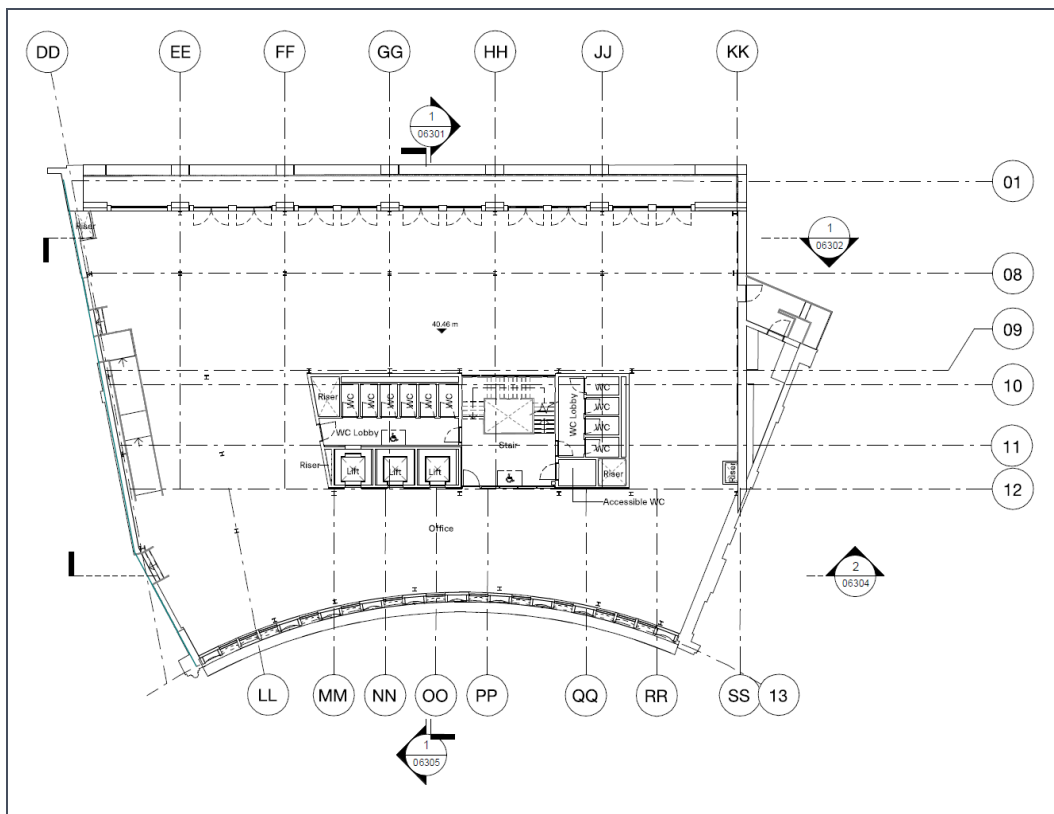 DD
EE
FF
GG
HH
JJ
KK
1
06301
01
Riser
1
06302
08
09
40.46 m
10
Riser
WC
WC
WC
WC
WC
WC
WC
WC
WC
WC Lobby
WC Lobby
Stair
WC
11
Riser
Lift
Lift
Lift
Riser
Riser
12
Accessible WC
Office
2
06304
LL
MM
NN
OO
PP
QQ
RR
SS
13
1
06305